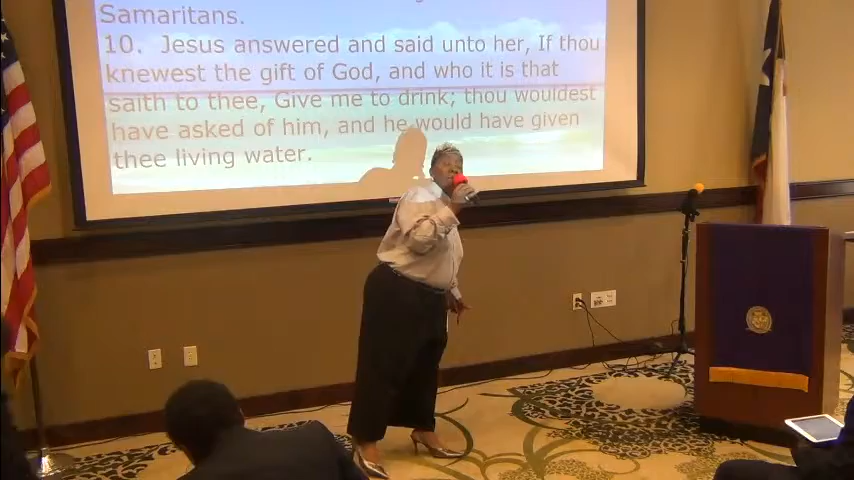 Samaritans.
10. Jesus answered and said unto her, If thou
knewest the gift of God, and who it is that
saith to thee, Give me to drink; thou wouldest
have asked of him, and he would have given
thee living water.